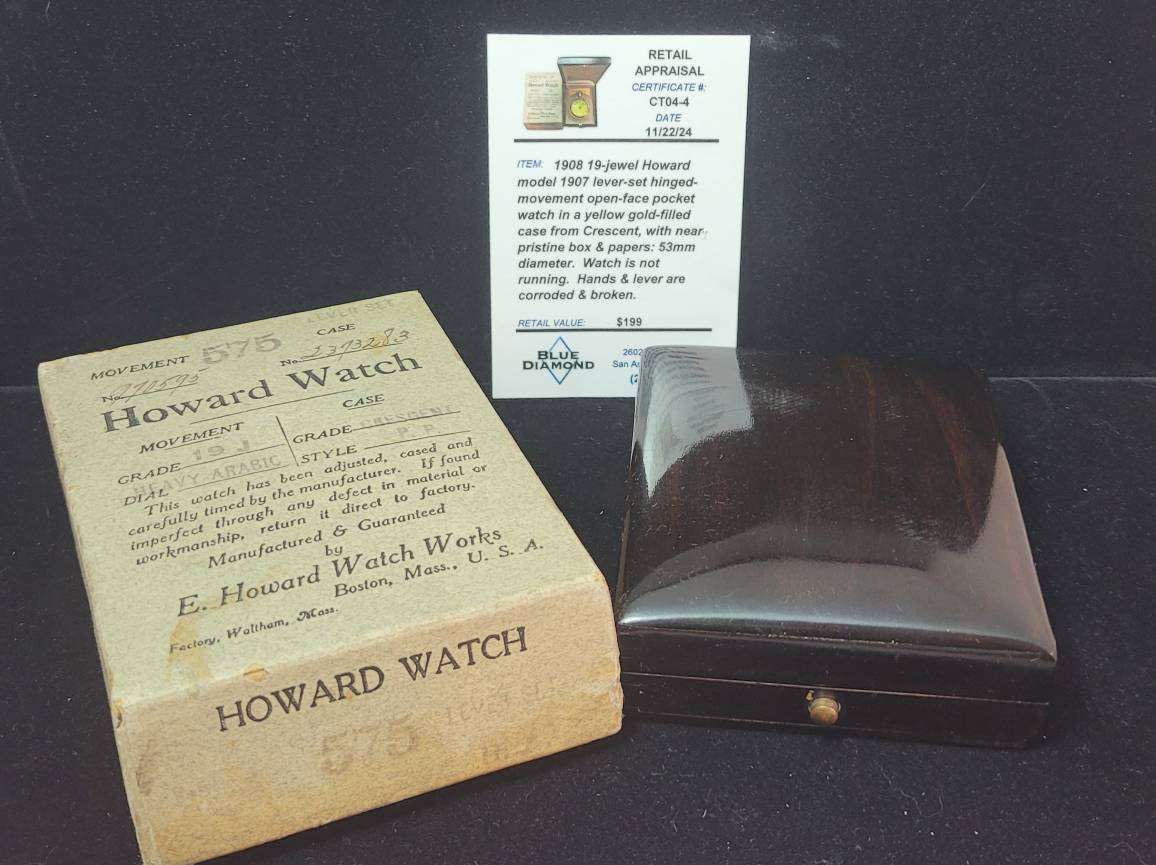 RETAIL
APPRAISAL
CERTIFICATE #:
CT04-4
DATE
11/22/24
ITEM: 1908 19-jewel Howard
model 1907 lever-set hinged-
movement open-face pocket
watch in a yellow gold-filled
case from Crescent, with near-
pristine box & papers: 53mm
diameter. Watch is not
running. Hands & lever are
corroded & broken.
RETAIL VALUE: $199
BLUE
DIAMOND
2602
San A
LEVER SET
MOVEMENT 575 CASE
No. No. 2393283
Howard Watch
MOVEMENT CASE
GRADE 19 J GRADE CRESCENT
DIAL HEAVY ARABIC STYLE P. P.
This watch has been adjusted, cased and
carefully timed by the manufacturer. If found
imperfect through any defect in material or
workmanship, return it direct to factory.
Manufactured & Guaranteed
by
E. Howard Watch Works
Boston, Mass., U. S. A.
Factory, Waltham, Mass.
HOWARD WATCH
575 LEVER SET